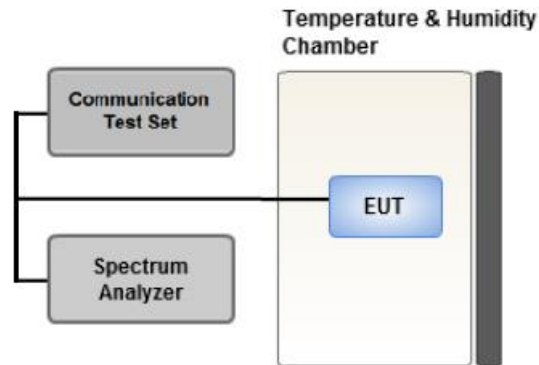 Temperature & Humidity
Chamber
Communication
Test Set
EUT
Spectrum
Analyzer